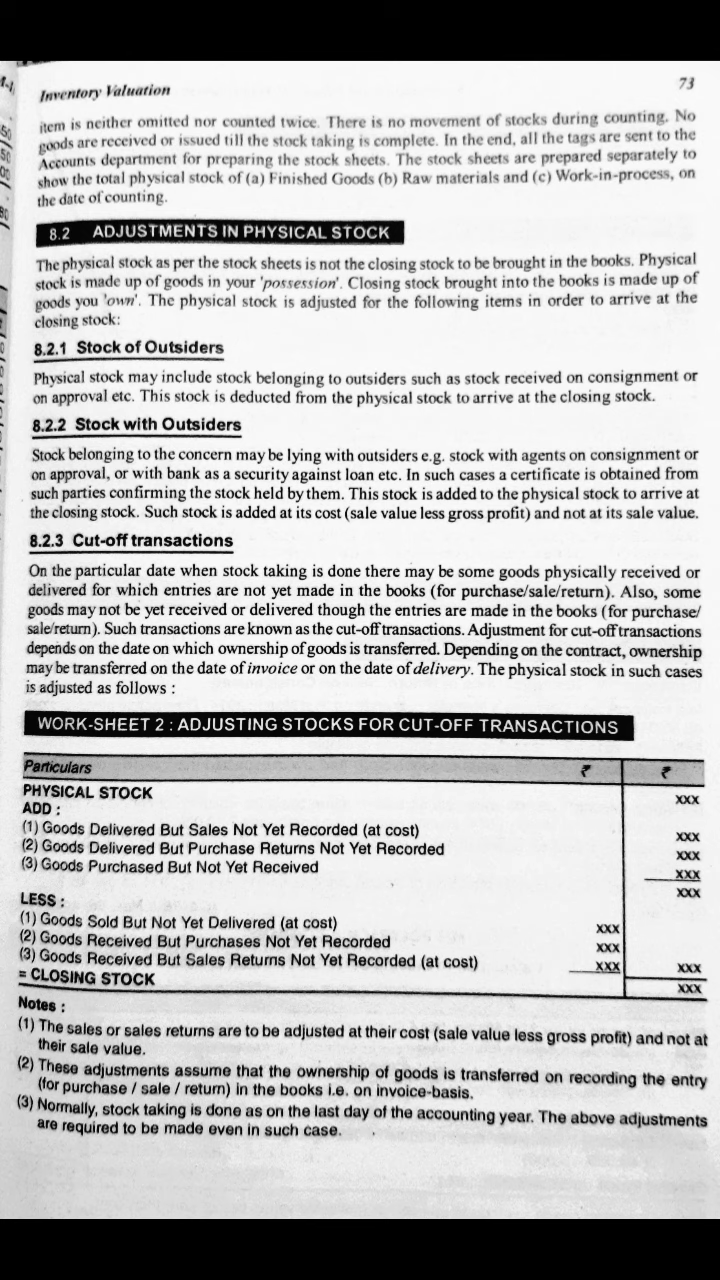 Inventory Valuation 73
item is neither omitted nor counted twice. There is no movement of stocks during counting. No
goods are received or issued till the stock taking is complete. In the end, all the tags are sent to the
Accounts department for preparing the stock sheets. The stock sheets are prepared separately to
show the total physical stock of (a) Finished Goods (b) Raw materials and (c) Work-in-process, on
the date of counting.
8.2 ADJUSTMENTS IN PHYSICAL STOCK
The physical stock as per the stock sheets is not the closing stock to be brought in the books. Physical
stock is made up of goods in your 'possession'. Closing stock brought into the books is made up of
goods you 'own'. The physical stock is adjusted for the following items in order to arrive at the
closing stock:
8.2.1 Stock of Outsiders
Physical stock may include stock belonging to outsiders such as stock received on consignment or
on approval etc. This stock is deducted from the physical stock to arrive at the closing stock.
8.2.2 Stock with Outsiders
Stock belonging to the concern may be lying with outsiders e.g. stock with agents on consignment or
on approval, or with bank as a security against loan etc. In such cases a certificate is obtained from
such parties confirming the stock held by them. This stock is added to the physical stock to arrive at
the closing stock. Such stock is added at its cost (sale value less gross profit) and not at its sale value.
8.2.3 Cut-off transactions
On the particular date when stock taking is done there may be some goods physically received or
delivered for which entries are not yet made in the books (for purchase/sale/return). Also, some
goods may not be yet received or delivered though the entries are made in the books (for purchase/
sale/return). Such transactions are known as the cut-off transactions. Adjustment for cut-off transactions
depends on the date on which ownership of goods is transferred. Depending on the contract, ownership
may be transferred on the date of invoice or on the date of delivery. The physical stock in such cases
is adjusted as follows :
WORK-SHEET 2 : ADJUSTING STOCKS FOR CUT-OFF TRANSACTIONS
Particulars ₹ ₹
PHYSICAL STOCK xxx
ADD :
(1) Goods Delivered But Sales Not Yet Recorded (at cost) xxx
(2) Goods Delivered But Purchase Returns Not Yet Recorded xxx
(3) Goods Purchased But Not Yet Received xxx
xxx
LESS :
(1) Goods Sold But Not Yet Delivered (at cost) xxx
(2) Goods Received But Purchases Not Yet Recorded xxx
(3) Goods Received But Sales Returns Not Yet Recorded (at cost) xxx xxx
= CLOSING STOCK xxx
Notes :
(1) The sales or sales returns are to be adjusted at their cost (sale value less gross profit) and not at
their sale value.
(2) These adjustments assume that the ownership of goods is transferred on recording the entry
(for purchase / sale / return) in the books i.e. on invoice-basis.
(3) Normally, stock taking is done as on the last day of the accounting year. The above adjustments
are required to be made even in such case.